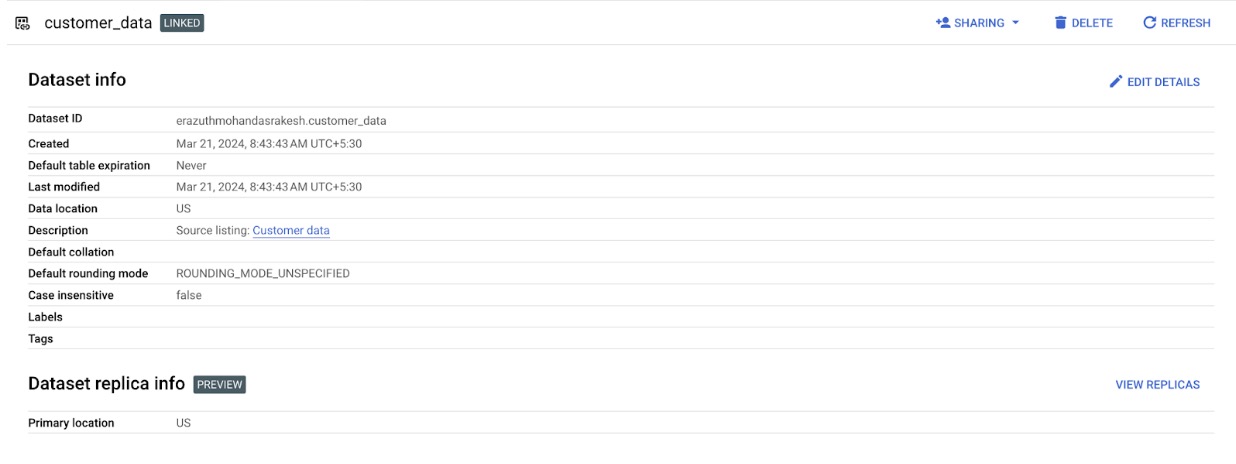 customer_data LINKED SHARING DELETE REFRESH
Dataset info EDIT DETAILS
Dataset ID erazuthmohandasrakesh.customer_data
Created Mar 21, 2024, 8:43:43 AM UTC+5:30
Default table expiration Never
Last modified Mar 21, 2024, 8:43:43 AM UTC+5:30
Data location US
Description Source listing: Customer data
Default collation
Default rounding mode ROUNDING_MODE_UNSPECIFIED
Case insensitive false
Labels
Tags
Dataset replica info PREVIEW VIEW REPLICAS
Primary location US